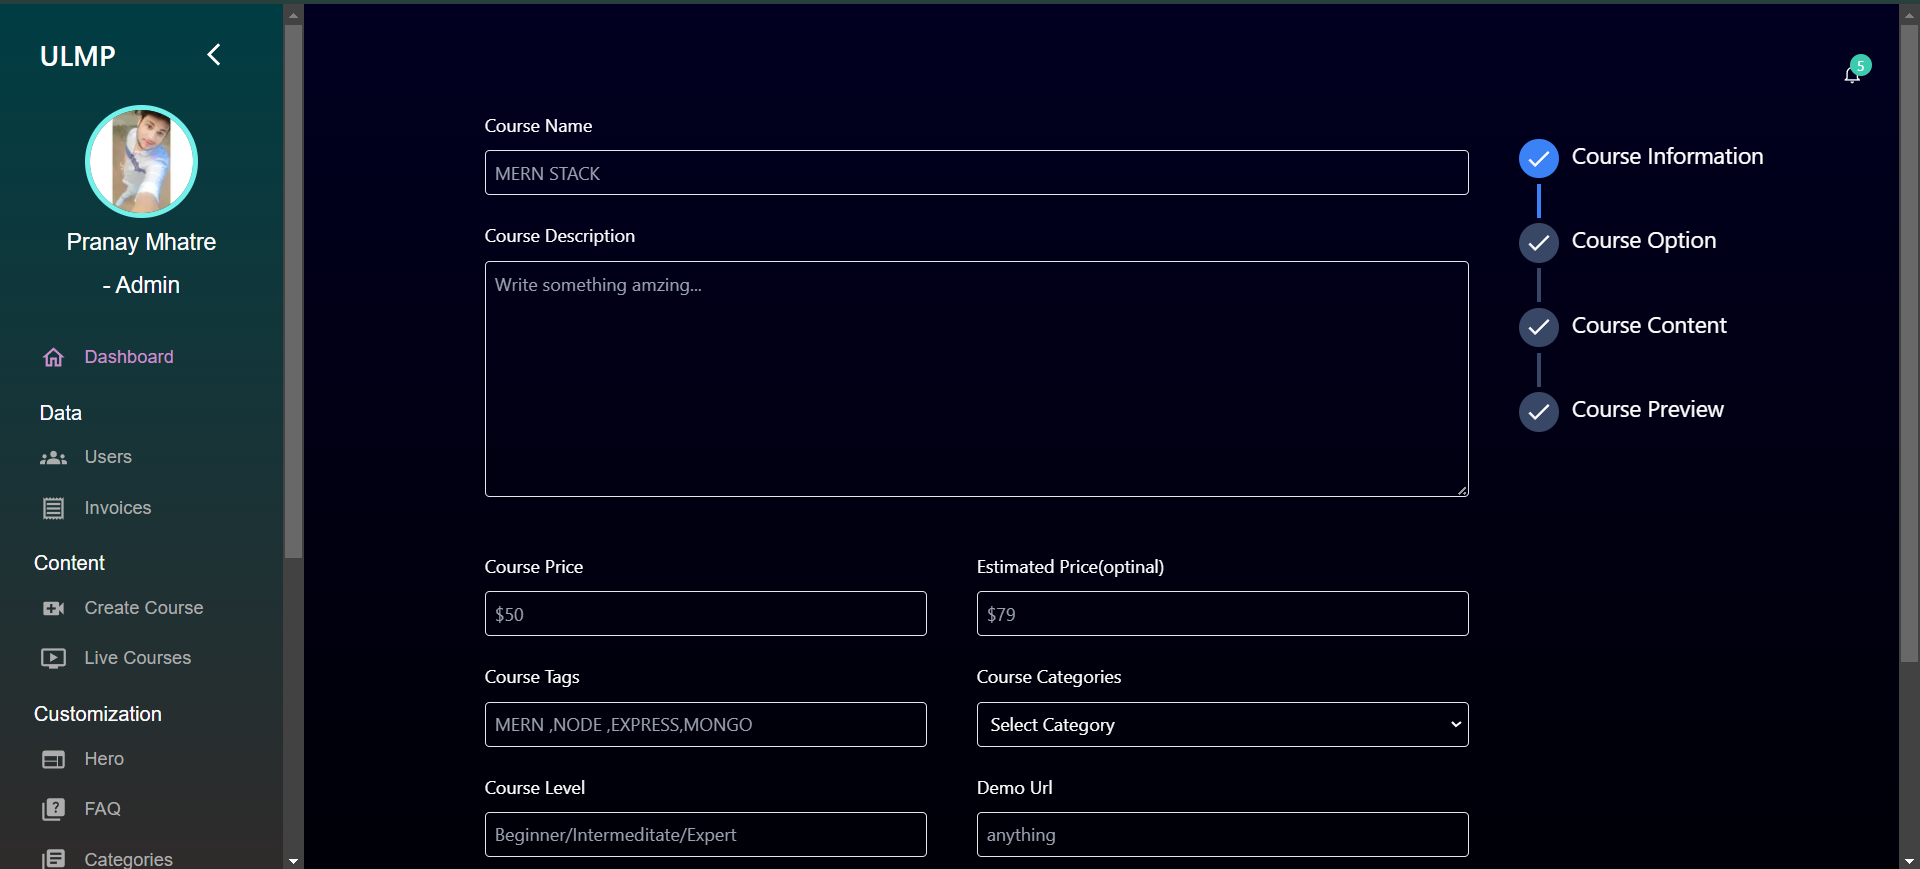 ULMP
Pranay Mhatre
- Admin
Dashboard
Data
Users
Invoices
Content
Create Course
Live Courses
Customization
Hero
FAQ
Categories
5
Course Name
MERN STACK
Course Description
Write something amzing...
Course Price
Estimated Price(optinal)
$50
$79
Course Tags
Course Categories
MERN ,NODE ,EXPRESS,MONGO
Select Category
Course Level
Demo Url
Beginner/Intermeditate/Expert
anything
Course Information
Course Option
Course Content
Course Preview